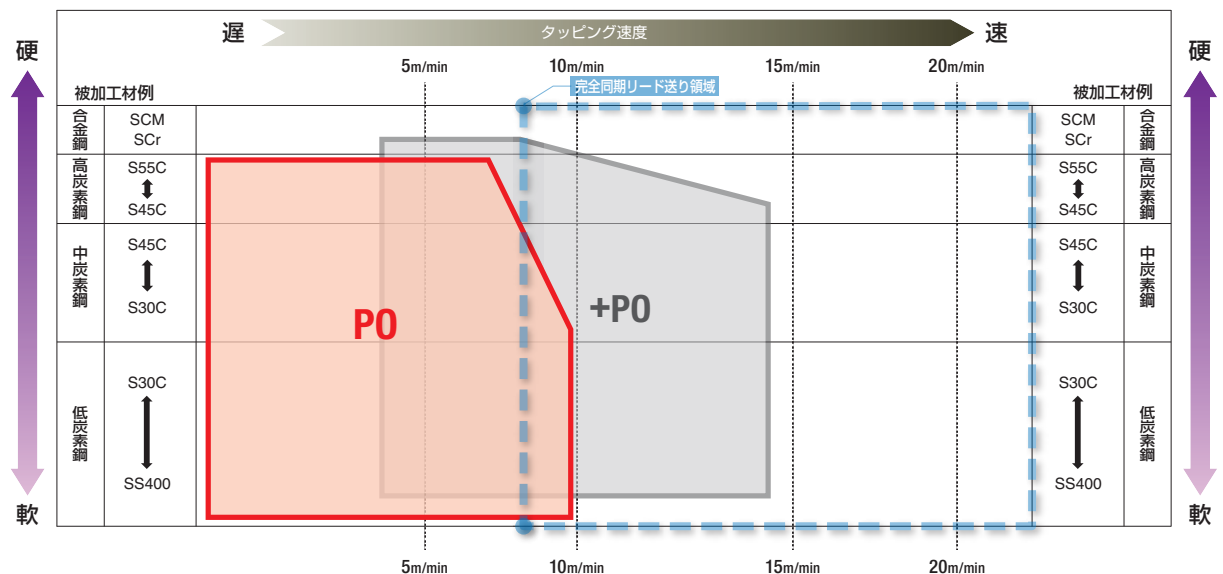 遅 タッピング速度 速
硬 硬
5m/min 10m/min 15m/min 20m/min
完全同期リード送り領域
被加工材例 被加工材例
合金鋼 SCM SCM 合金鋼
SCr SCr
高炭素鋼 S55C S55C 高炭素鋼
S45C S45C
中炭素鋼 S45C S45C 中炭素鋼
S30C S30C
PO +PO
低炭素鋼 S30C S30C 低炭素鋼
SS400 SS400
軟 軟
5m/min 10m/min 15m/min 20m/min